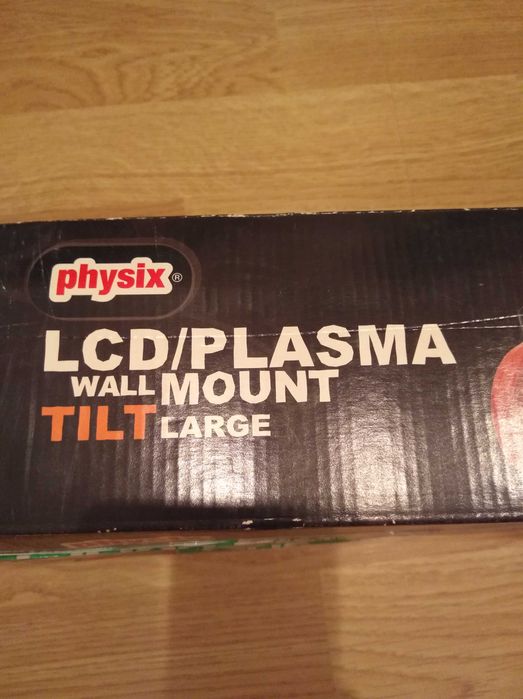 physix®
LCD/PLASMA
WALL MOUNT
TILT LARGE